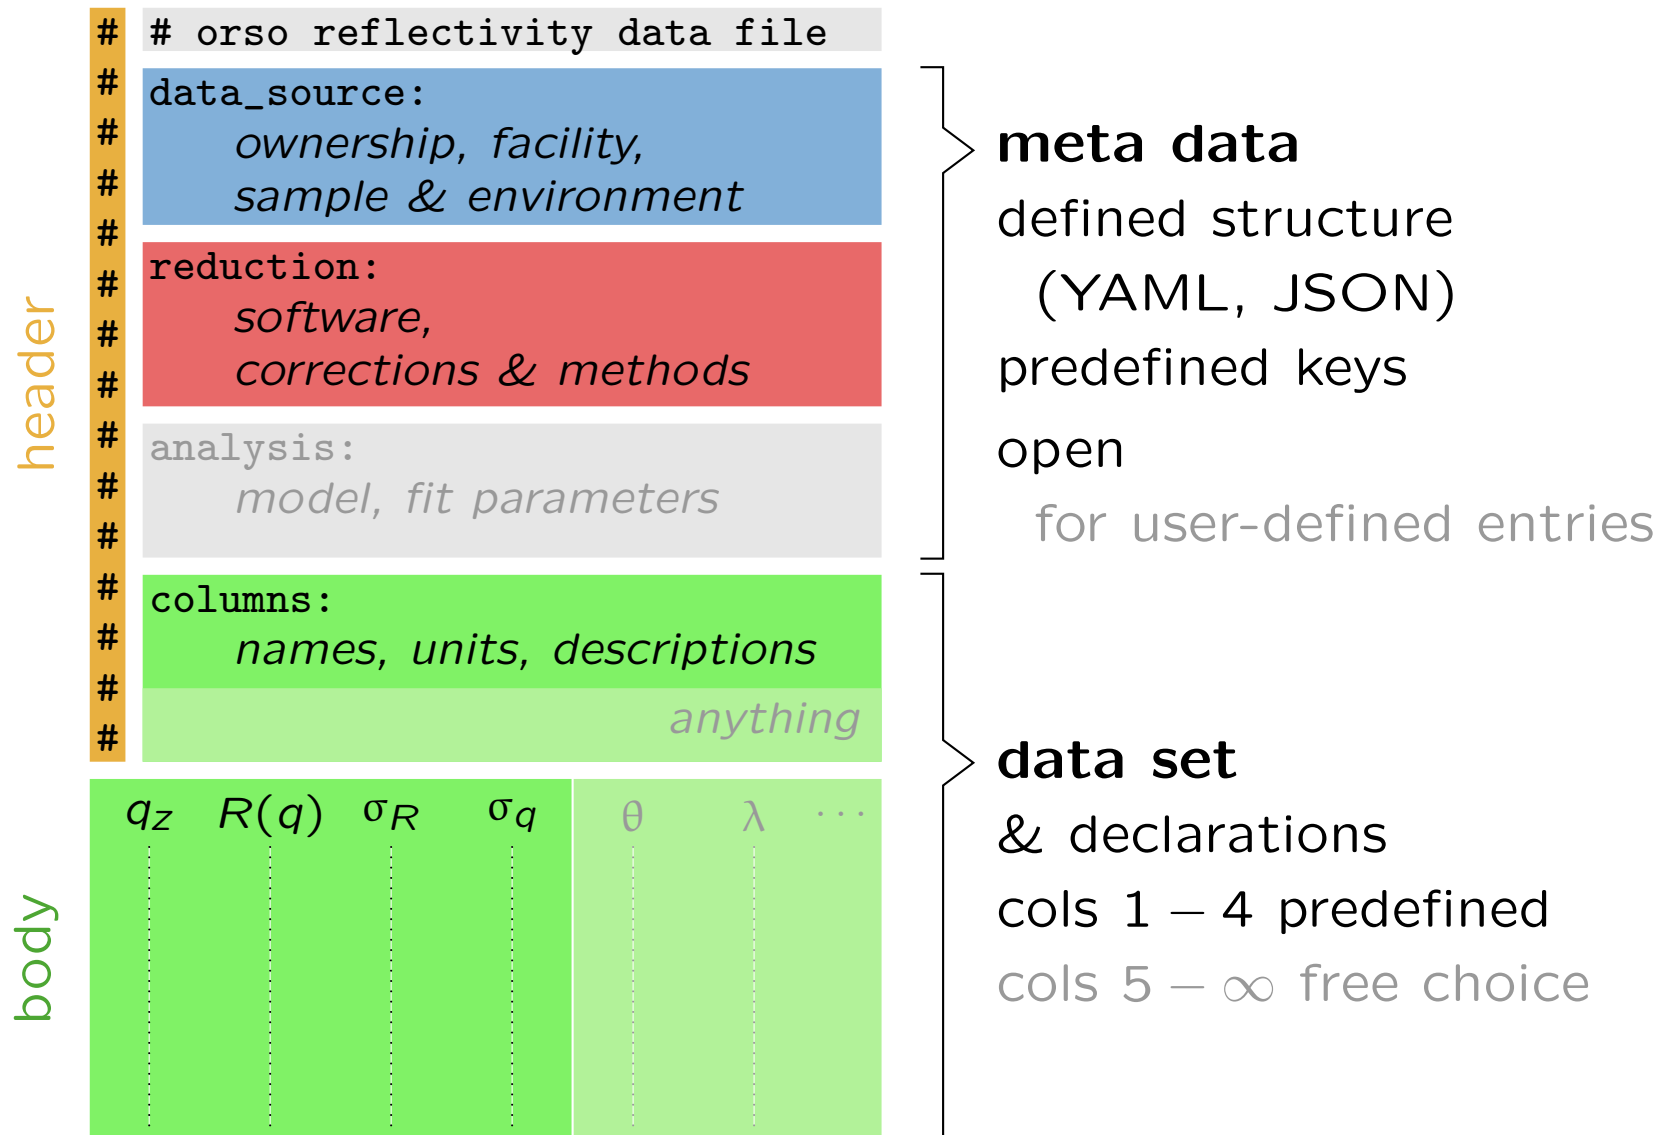 # # orso reflectivity data file
#
#
#
#
#
#
#
#
#
#
#
#
#
#
header
data_source:
ownership, facility,
sample & environment
reduction:
software,
corrections & methods
analysis:
model, fit parameters
columns:
names, units, descriptions
anything
body
q_z R(q) σ_R σ_q θ λ ···
meta data
defined structure
(YAML, JSON)
predefined keys
open
for user-defined entries
data set
& declarations
cols 1 – 4 predefined
cols 5 – ∞ free choice